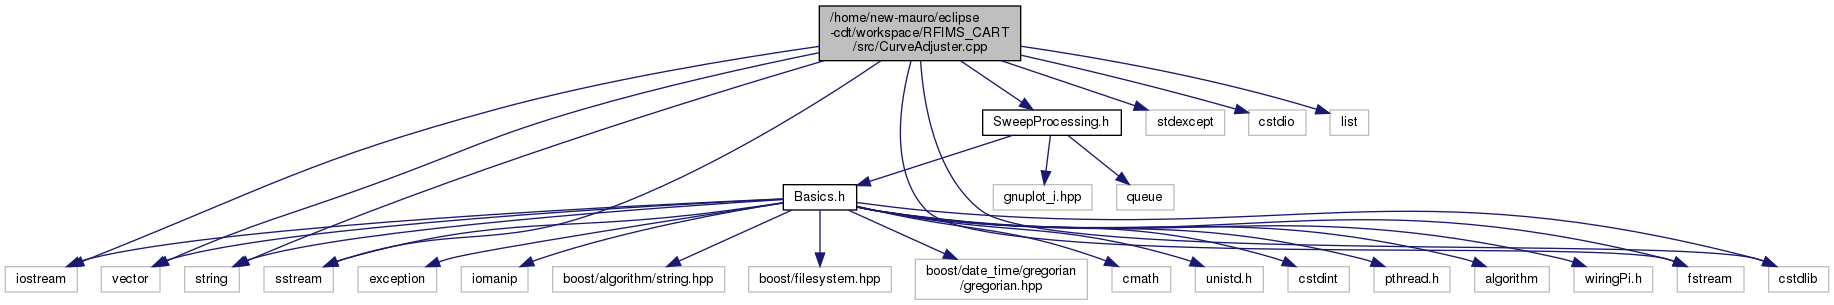 /home/new-mauro/eclipse
-cdt/workspace/RFIMS_CART
/src/CurveAdjuster.cpp
SweepProcessing.h
stdexcept
cstdio
list
Basics.h
gnuplot_i.hpp
queue
iostream
vector
string
sstream
exception
iomanip
boost/algorithm/string.hpp
boost/filesystem.hpp
boost/date_time/gregorian
/gregorian.hpp
cmath
unistd.h
cstdint
pthread.h
algorithm
wiringPi.h
fstream
cstdlib